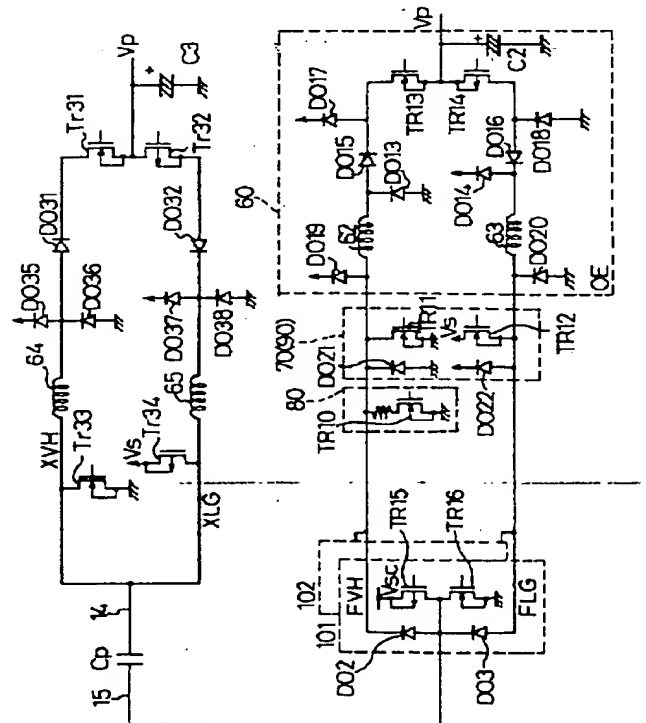 Vp
C3
+
Tr31
Tr32
DO31
DO32
DO35
DO36
DO37
DO38
64
65
XVH
Tr33
Vs
Tr34
XLG
14
Cp
15
Vp
C2
+
DO17
TR13
TR14
DO15
DO13
DO16
DO18
DO14
60
62
63
DO19
DO20
OE
70(90)
TR11
Vs
TR12
DO21
DO22
80
TR10
TR15
TR16
102
101
FVH
Vsc
FLG
DO2
DO3